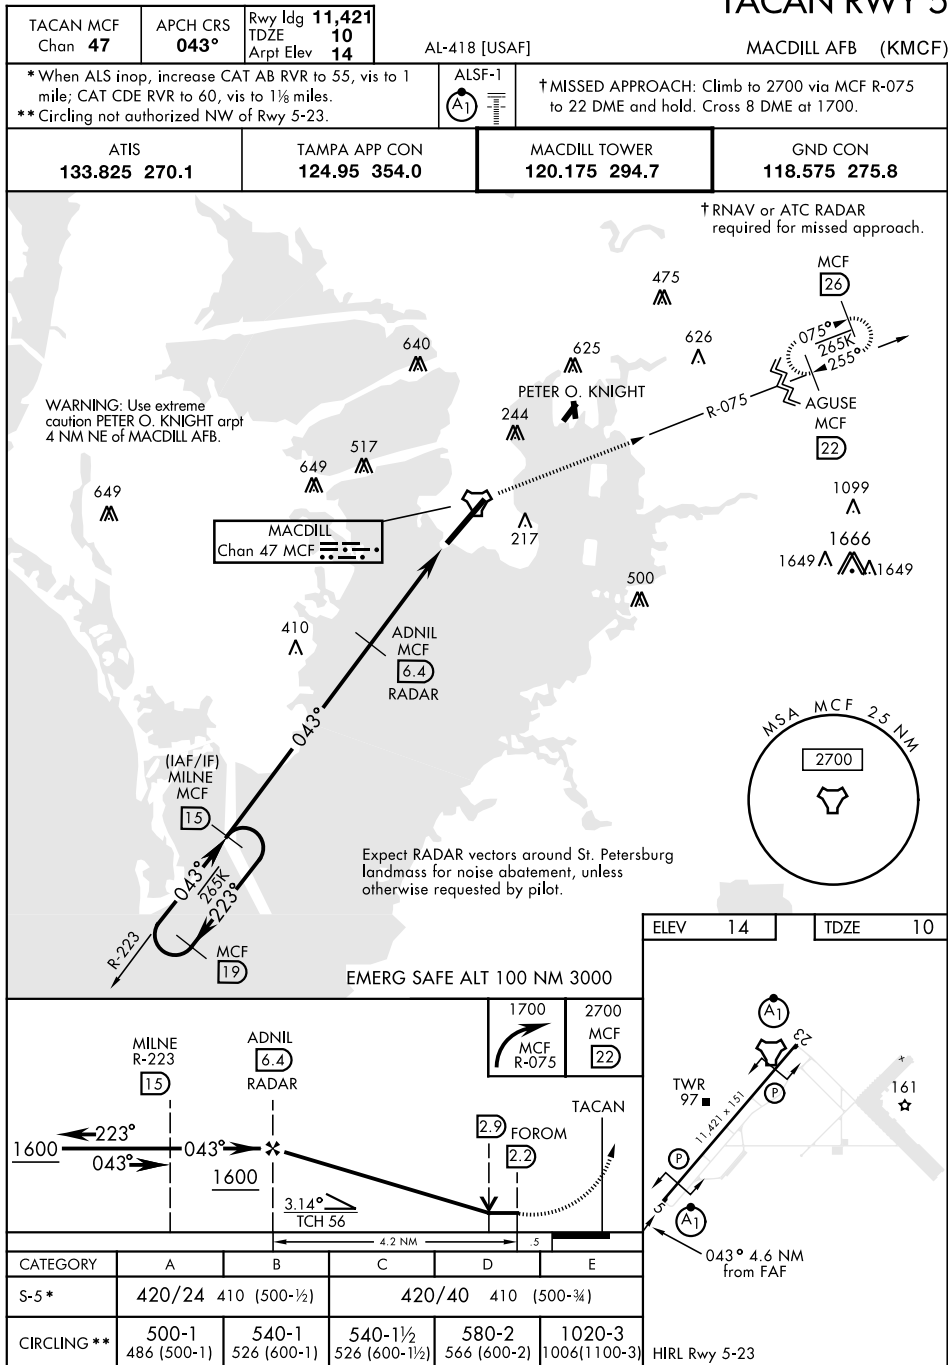 TACAN RWY 5
TACAN MCF
Chan 47
APCH CRS
043°
Rwy ldg 11,421
TDZE 10
Arpt Elev 14
AL-418 [USAF]
MACDILL AFB (KMCF)
* When ALS inop, increase CAT AB RVR to 55, vis to 1
mile; CAT CDE RVR to 60, vis to 1⅛ miles.
** Circling not authorized NW of Rwy 5-23.
ALSF-1
A1
† MISSED APPROACH: Climb to 2700 via MCF R-075
to 22 DME and hold. Cross 8 DME at 1700.
ATIS
133.825 270.1
TAMPA APP CON
124.95 354.0
MACDILL TOWER
120.175 294.7
GND CON
118.575 275.8
† RNAV or ATC RADAR
required for missed approach.
MCF
26
475
626
075°
265K
255°
640
625
PETER O. KNIGHT
R-075
AGUSE
MCF
22
WARNING: Use extreme
caution PETER O. KNIGHT arpt
4 NM NE of MACDILL AFB.
244
517
649
649
1099
MACDILL
Chan 47 MCF
217
1666
1649
1649
500
410
ADNIL
MCF
6.4
RADAR
043°
MSA MCF 25 NM
2700
(IAF/IF)
MILNE
MCF
15
043°
265K
223°
Expect RADAR vectors around St. Petersburg
landmass for noise abatement, unless
otherwise requested by pilot.
R-223
MCF
19
EMERG SAFE ALT 100 NM 3000
ELEV 14
TDZE 10
A1
23
TWR
97
11,421 x 151
P
161
P
5
A1
043° 4.6 NM
from FAF
HIRL Rwy 5-23
1700
MCF
R-075
2700
MCF
22
MILNE
R-223
15
ADNIL
6.4
RADAR
TACAN
2.9
FOROM
2.2
1600
223°
043°
043°
1600
3.14°
TCH 56
4.2 NM
.5
CATEGORY A B C D E
S-5 * 420/24 410 (500-½) 420/40 410 (500-¾)
CIRCLING ** 500-1 540-1 540-1½ 580-2 1020-3
486 (500-1) 526 (600-1) 526 (600-1½) 566 (600-2) 1006(1100-3)